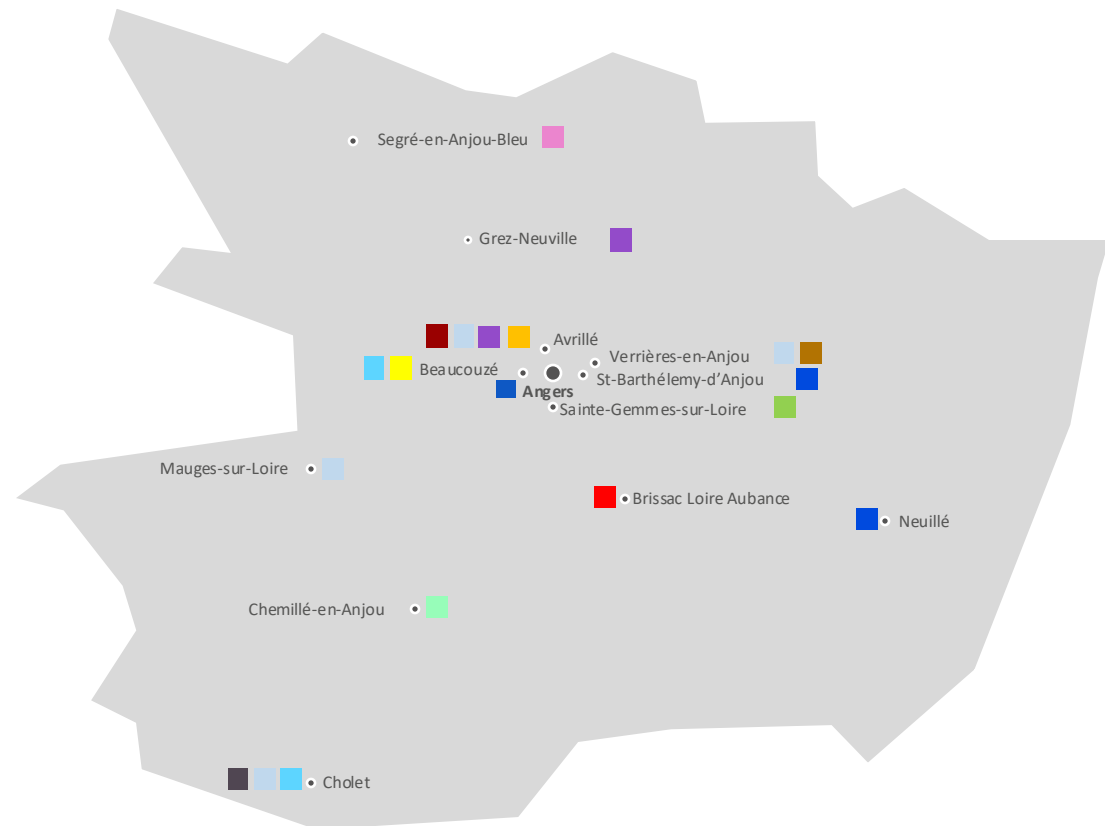 Segré-en-Anjou-Bleu
Grez-Neuville
Avrillé
Verrières-en-Anjou
Beaucouzé
St-Barthélemy-d’Anjou
Angers
Sainte-Gemmes-sur-Loire
Mauges-sur-Loire
Brissac Loire Aubance
Neuillé
Chemillé-en-Anjou
Cholet